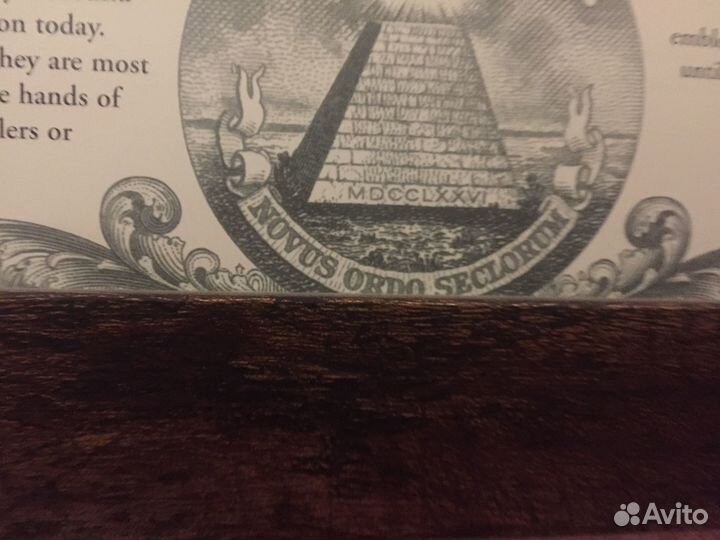 on today.
hey are most
e hands of
lers or
MDCCLXXVI
NOVUS ORDO SECLORUM
Avito